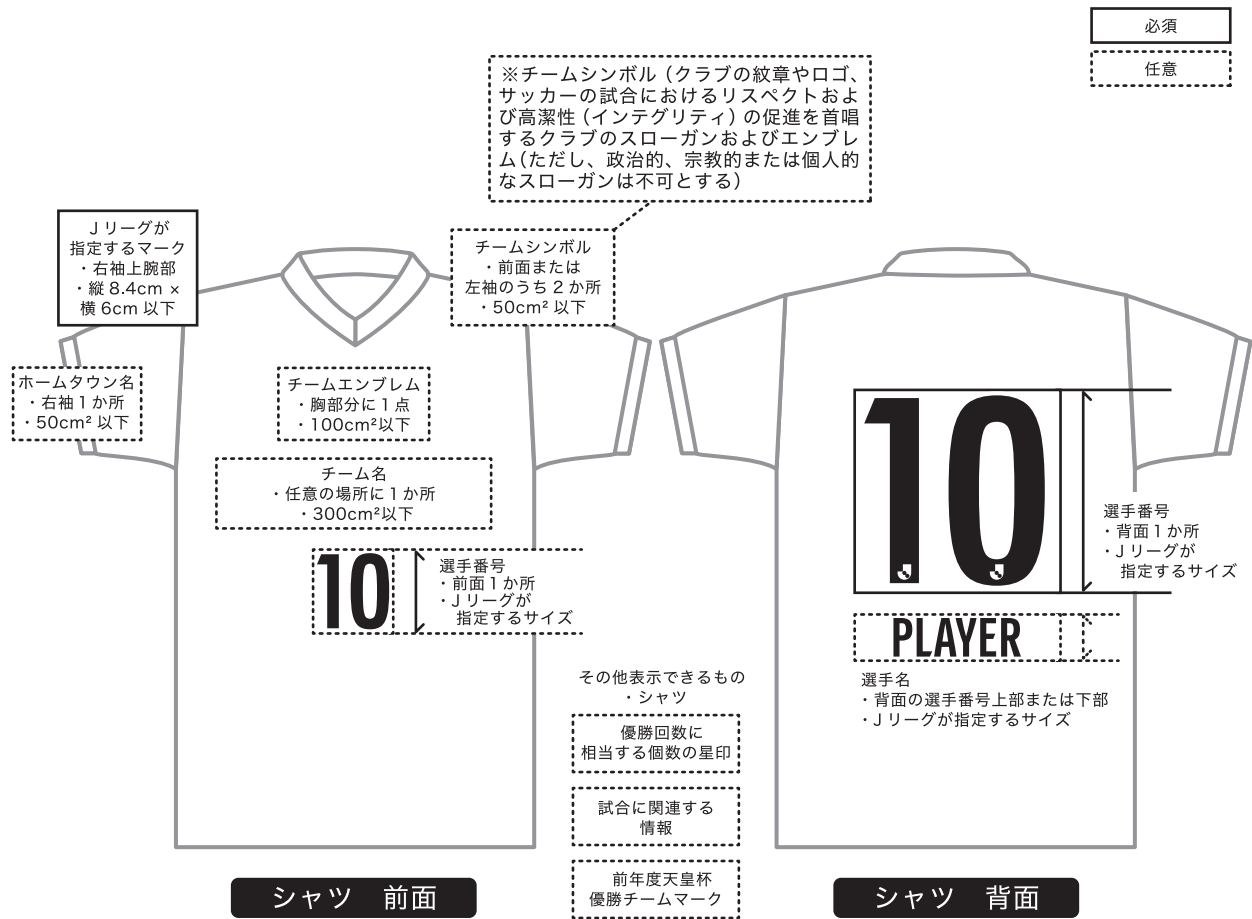 必須
任意
※チームシンボル（クラブの紋章やロゴ、
サッカーの試合におけるリスペクトおよ
び高潔性（インテグリティ）の促進を首唱
するクラブのスローガンおよびエンブレ
ム（ただし、政治的、宗教的または個人的
なスローガンは不可とする）
Jリーグが
指定するマーク
・右袖上腕部
・縦 8.4cm ×
横 6cm 以下
チームシンボル
・前面または
左袖のうち 2 か所
・50cm² 以下
ホームタウン名
・右袖1か所
・50cm² 以下
チームエンブレム
・胸部分に1点
・100cm²以下
チーム名
・任意の場所に1か所
・300cm²以下
10
選手番号
・前面1か所
・Jリーグが
指定するサイズ
10
選手番号
・背面1か所
・Jリーグが
指定するサイズ
PLAYER
選手名
・背面の選手番号上部または下部
・Jリーグが指定するサイズ
その他表示できるもの
・シャツ
優勝回数に
相当する個数の星印
試合に関連する
情報
前年度天皇杯
優勝チームマーク
シャツ　前面
シャツ　背面